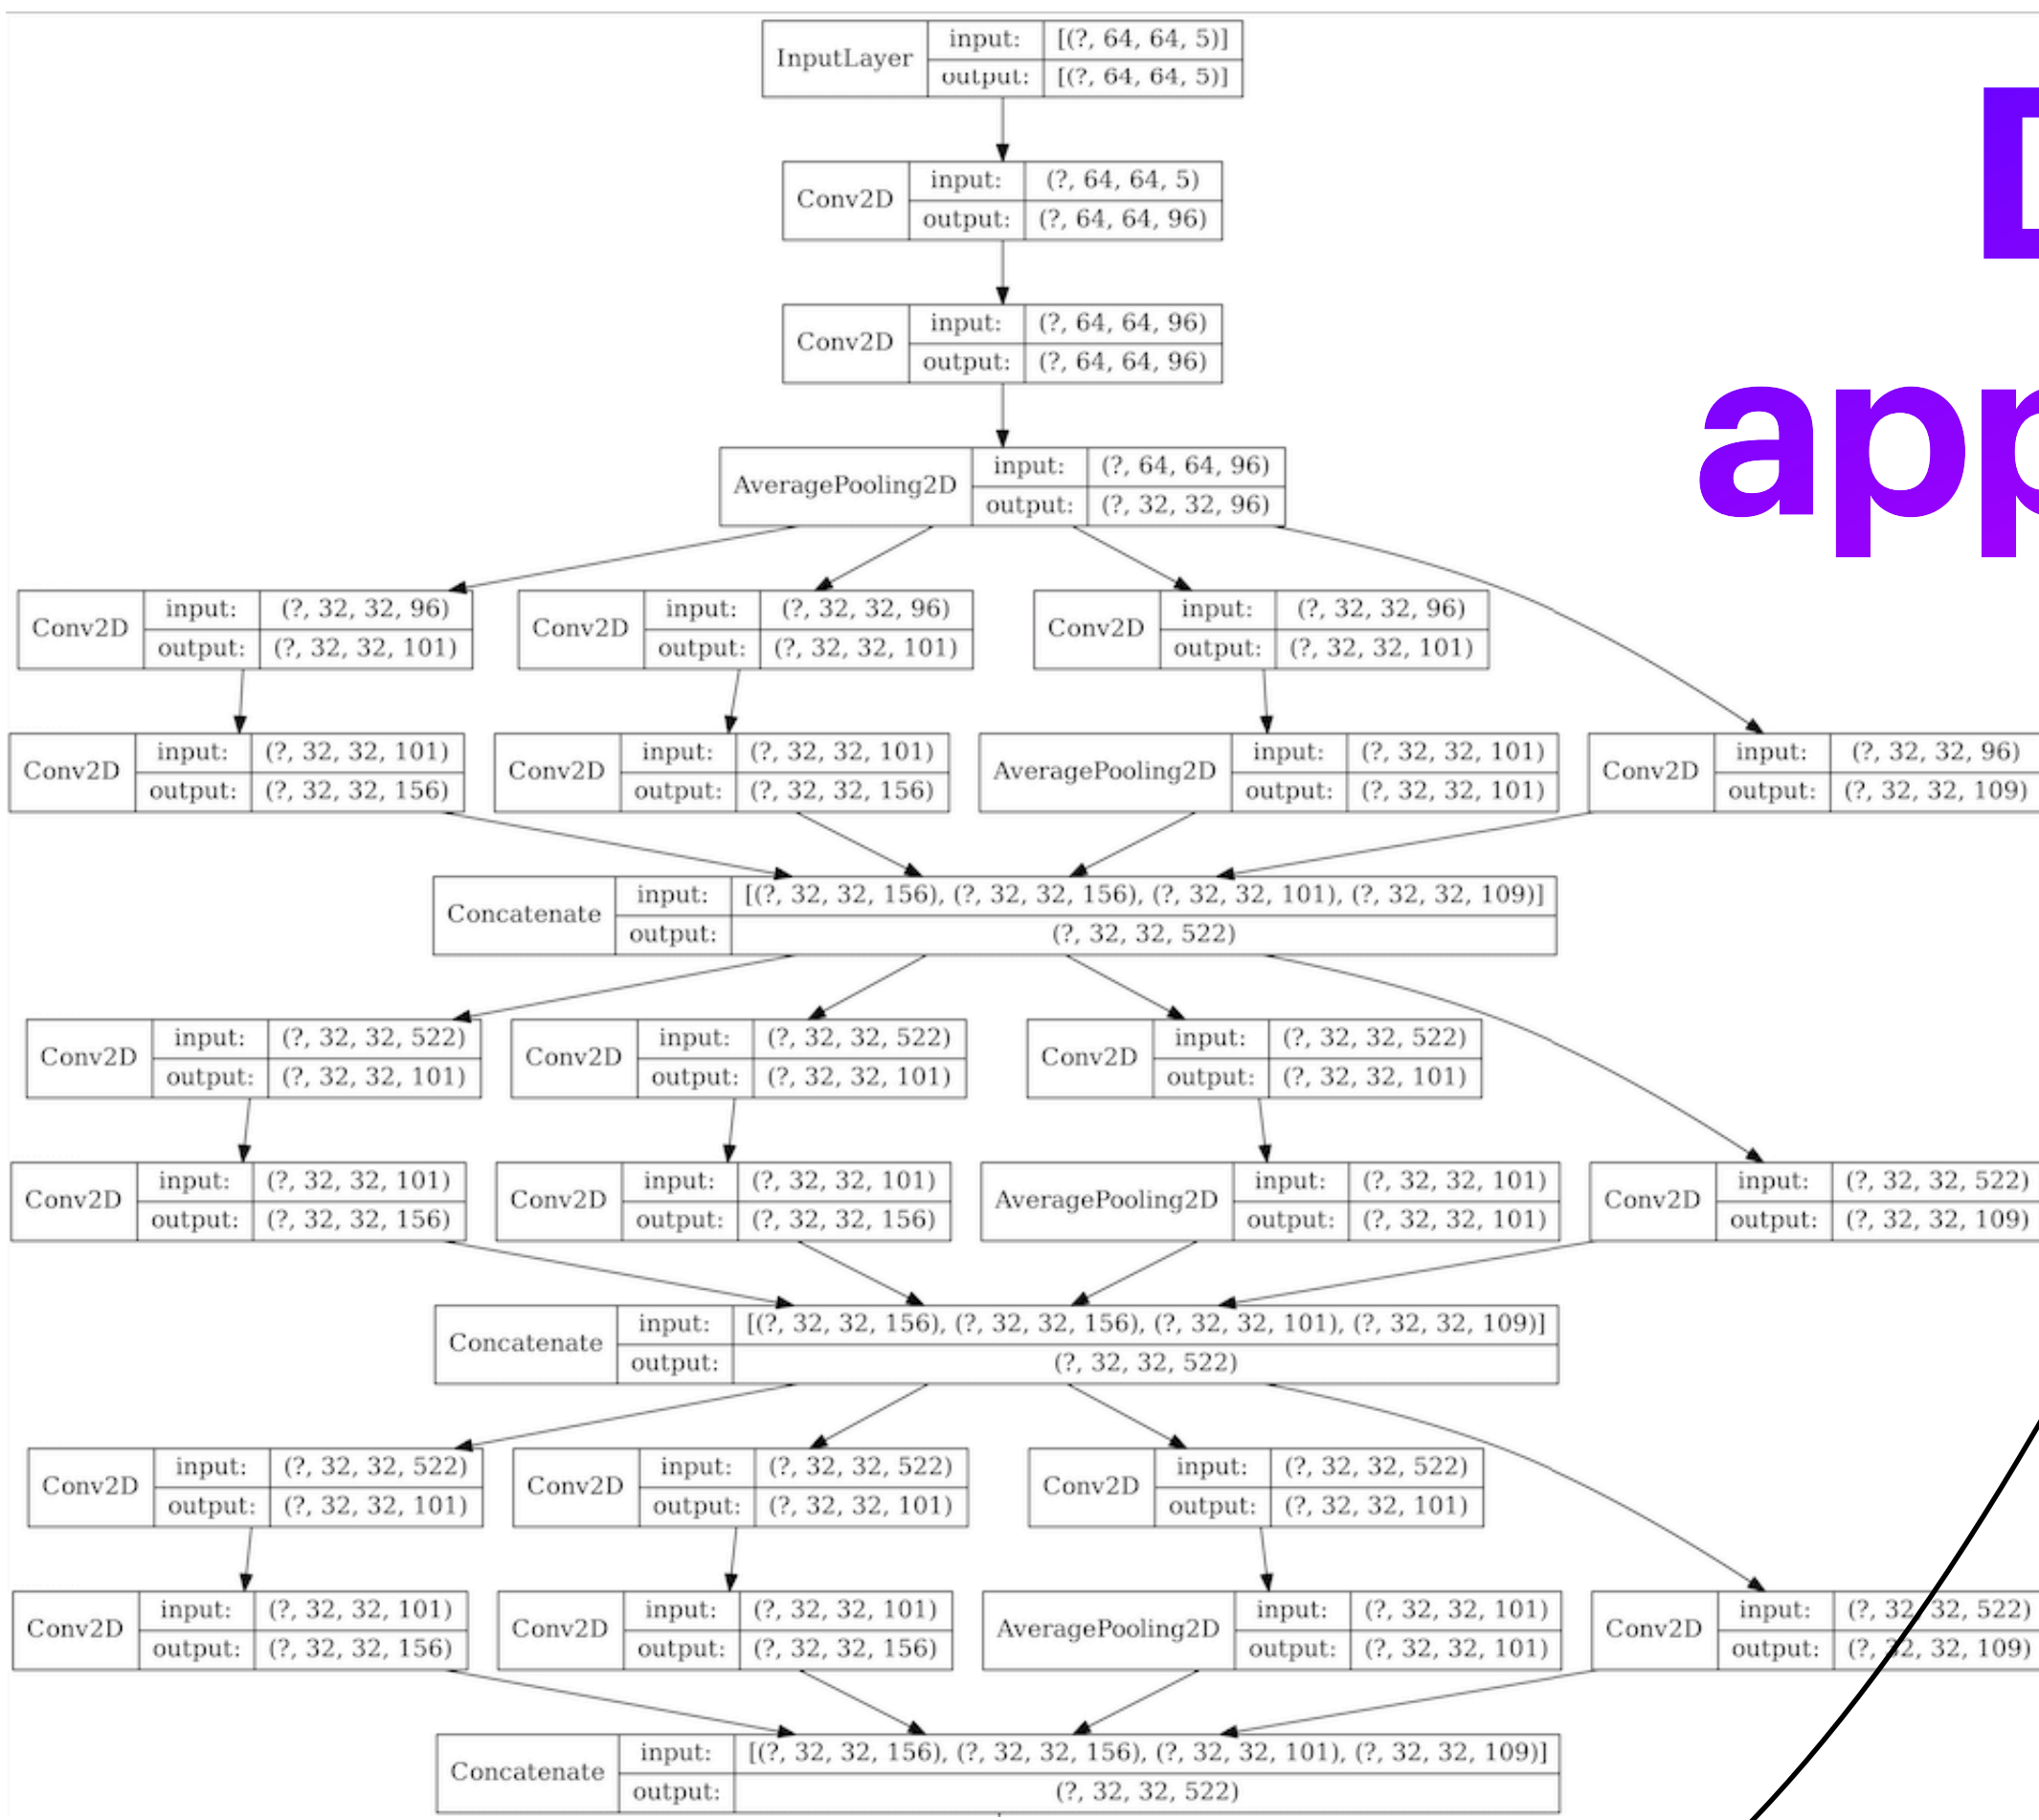 InputLayer input: [(?, 64, 64, 5)]
output: [(?, 64, 64, 5)]
Conv2D input: (?, 64, 64, 5)
output: (?, 64, 64, 96)
Conv2D input: (?, 64, 64, 96)
output: (?, 64, 64, 96)
app
AveragePooling2D input: (?, 64, 64, 96)
output: (?, 32, 32, 96)
Conv2D input: (?, 32, 32, 96)
output: (?, 32, 32, 101)
Conv2D input: (?, 32, 32, 96)
output: (?, 32, 32, 101)
Conv2D input: (?, 32, 32, 96)
output: (?, 32, 32, 101)
Conv2D input: (?, 32, 32, 101)
output: (?, 32, 32, 156)
Conv2D input: (?, 32, 32, 101)
output: (?, 32, 32, 156)
AveragePooling2D input: (?, 32, 32, 101)
output: (?, 32, 32, 101)
Conv2D input: (?, 32, 32, 96)
output: (?, 32, 32, 109)
Concatenate input: [(?, 32, 32, 156), (?, 32, 32, 156), (?, 32, 32, 101), (?, 32, 32, 109)]
output: (?, 32, 32, 522)
Conv2D input: (?, 32, 32, 522)
output: (?, 32, 32, 101)
Conv2D input: (?, 32, 32, 522)
output: (?, 32, 32, 101)
Conv2D input: (?, 32, 32, 522)
output: (?, 32, 32, 101)
Conv2D input: (?, 32, 32, 101)
output: (?, 32, 32, 156)
Conv2D input: (?, 32, 32, 101)
output: (?, 32, 32, 156)
AveragePooling2D input: (?, 32, 32, 101)
output: (?, 32, 32, 101)
Conv2D input: (?, 32, 32, 522)
output: (?, 32, 32, 109)
Concatenate input: [(?, 32, 32, 156), (?, 32, 32, 156), (?, 32, 32, 101), (?, 32, 32, 109)]
output: (?, 32, 32, 522)
Conv2D input: (?, 32, 32, 522)
output: (?, 32, 32, 101)
Conv2D input: (?, 32, 32, 522)
output: (?, 32, 32, 101)
Conv2D input: (?, 32, 32, 522)
output: (?, 32, 32, 101)
Conv2D input: (?, 32, 32, 101)
output: (?, 32, 32, 156)
Conv2D input: (?, 32, 32, 101)
output: (?, 32, 32, 156)
AveragePooling2D input: (?, 32, 32, 101)
output: (?, 32, 32, 101)
Conv2D input: (?, 32, 32, 522)
output: (?, 32, 32, 109)
Concatenate input: [(?, 32, 32, 156), (?, 32, 32, 156), (?, 32, 32, 101), (?, 32, 32, 109)]
output: (?, 32, 32, 522)